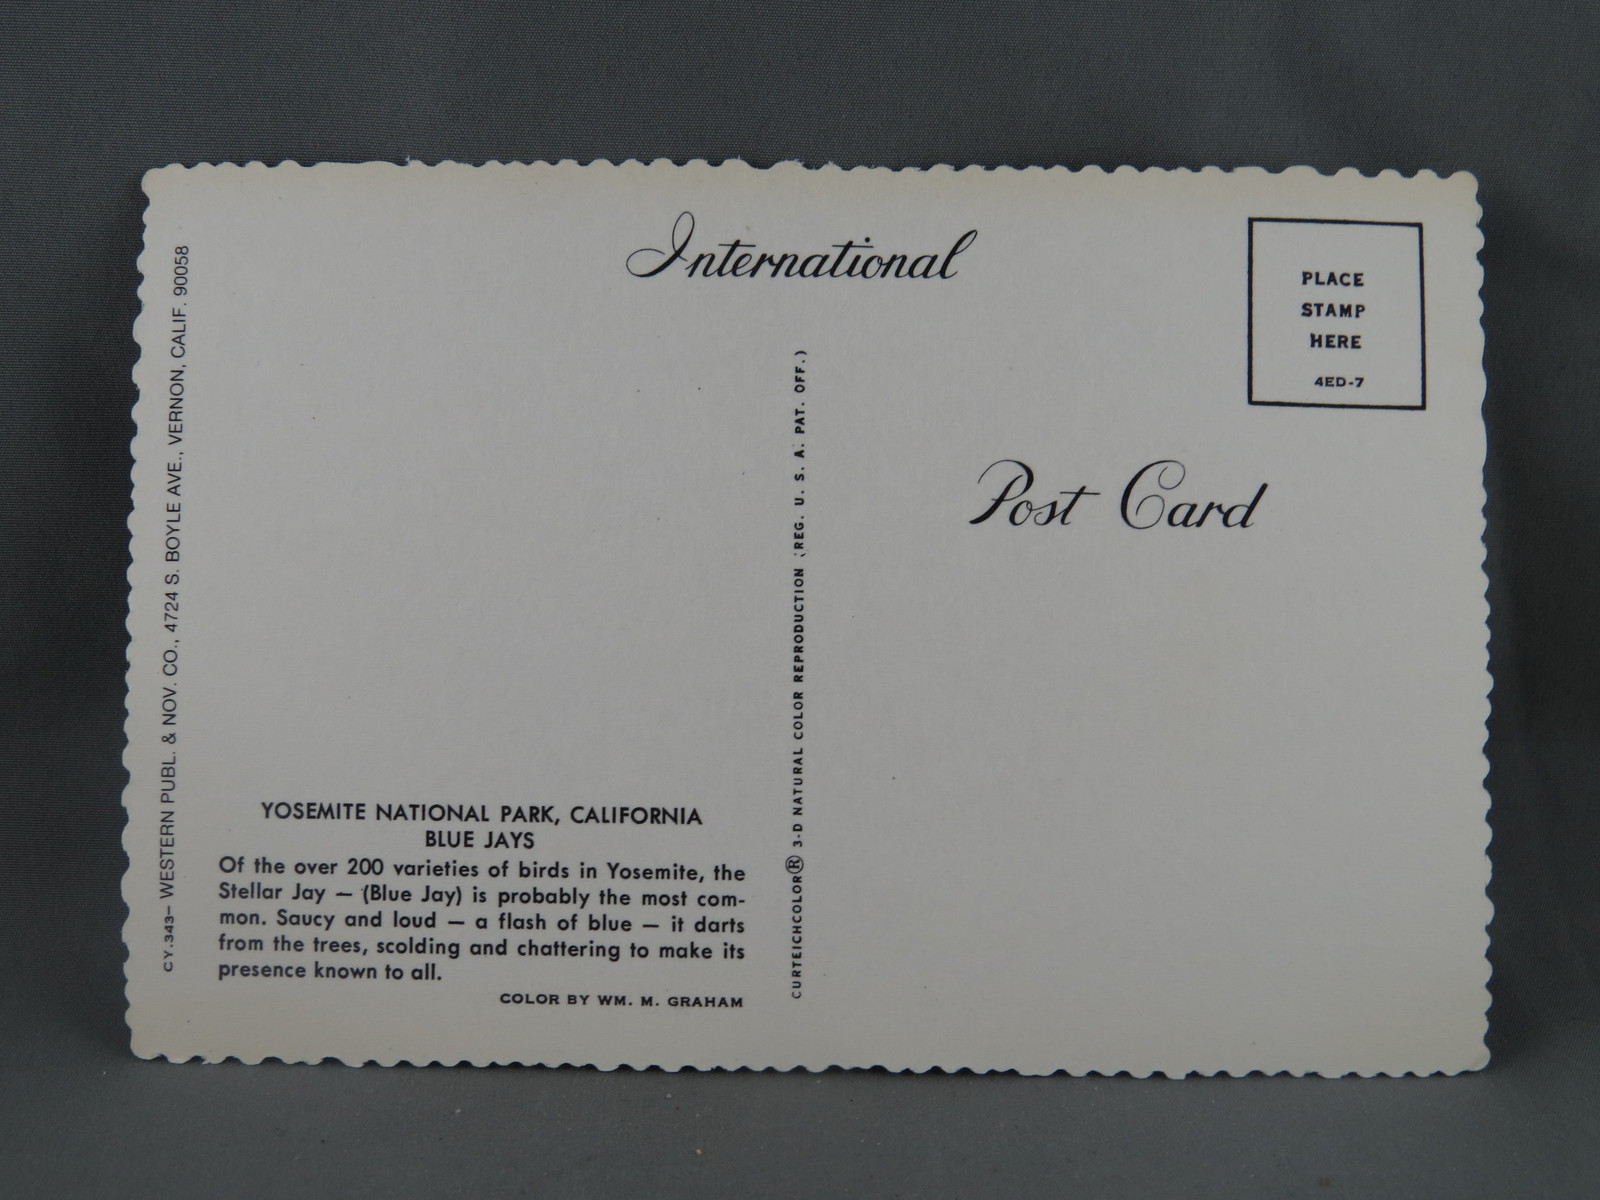 International
PLACE
STAMP
HERE
4ED-7
Post Card
CY.343– WESTERN PUBL. & NOV. CO., 4724 S. BOYLE AVE., VERNON, CALIF. 90058
CURTEICHCOLOR® 3-D NATURAL COLOR REPRODUCTION (REG. U. S. A. PAT. OFF.)
YOSEMITE NATIONAL PARK, CALIFORNIA
BLUE JAYS
Of the over 200 varieties of birds in Yosemite, the
Stellar Jay — (Blue Jay) is probably the most com-
mon. Saucy and loud — a flash of blue — it darts
from the trees, scolding and chattering to make its
presence known to all.
COLOR BY WM. M. GRAHAM